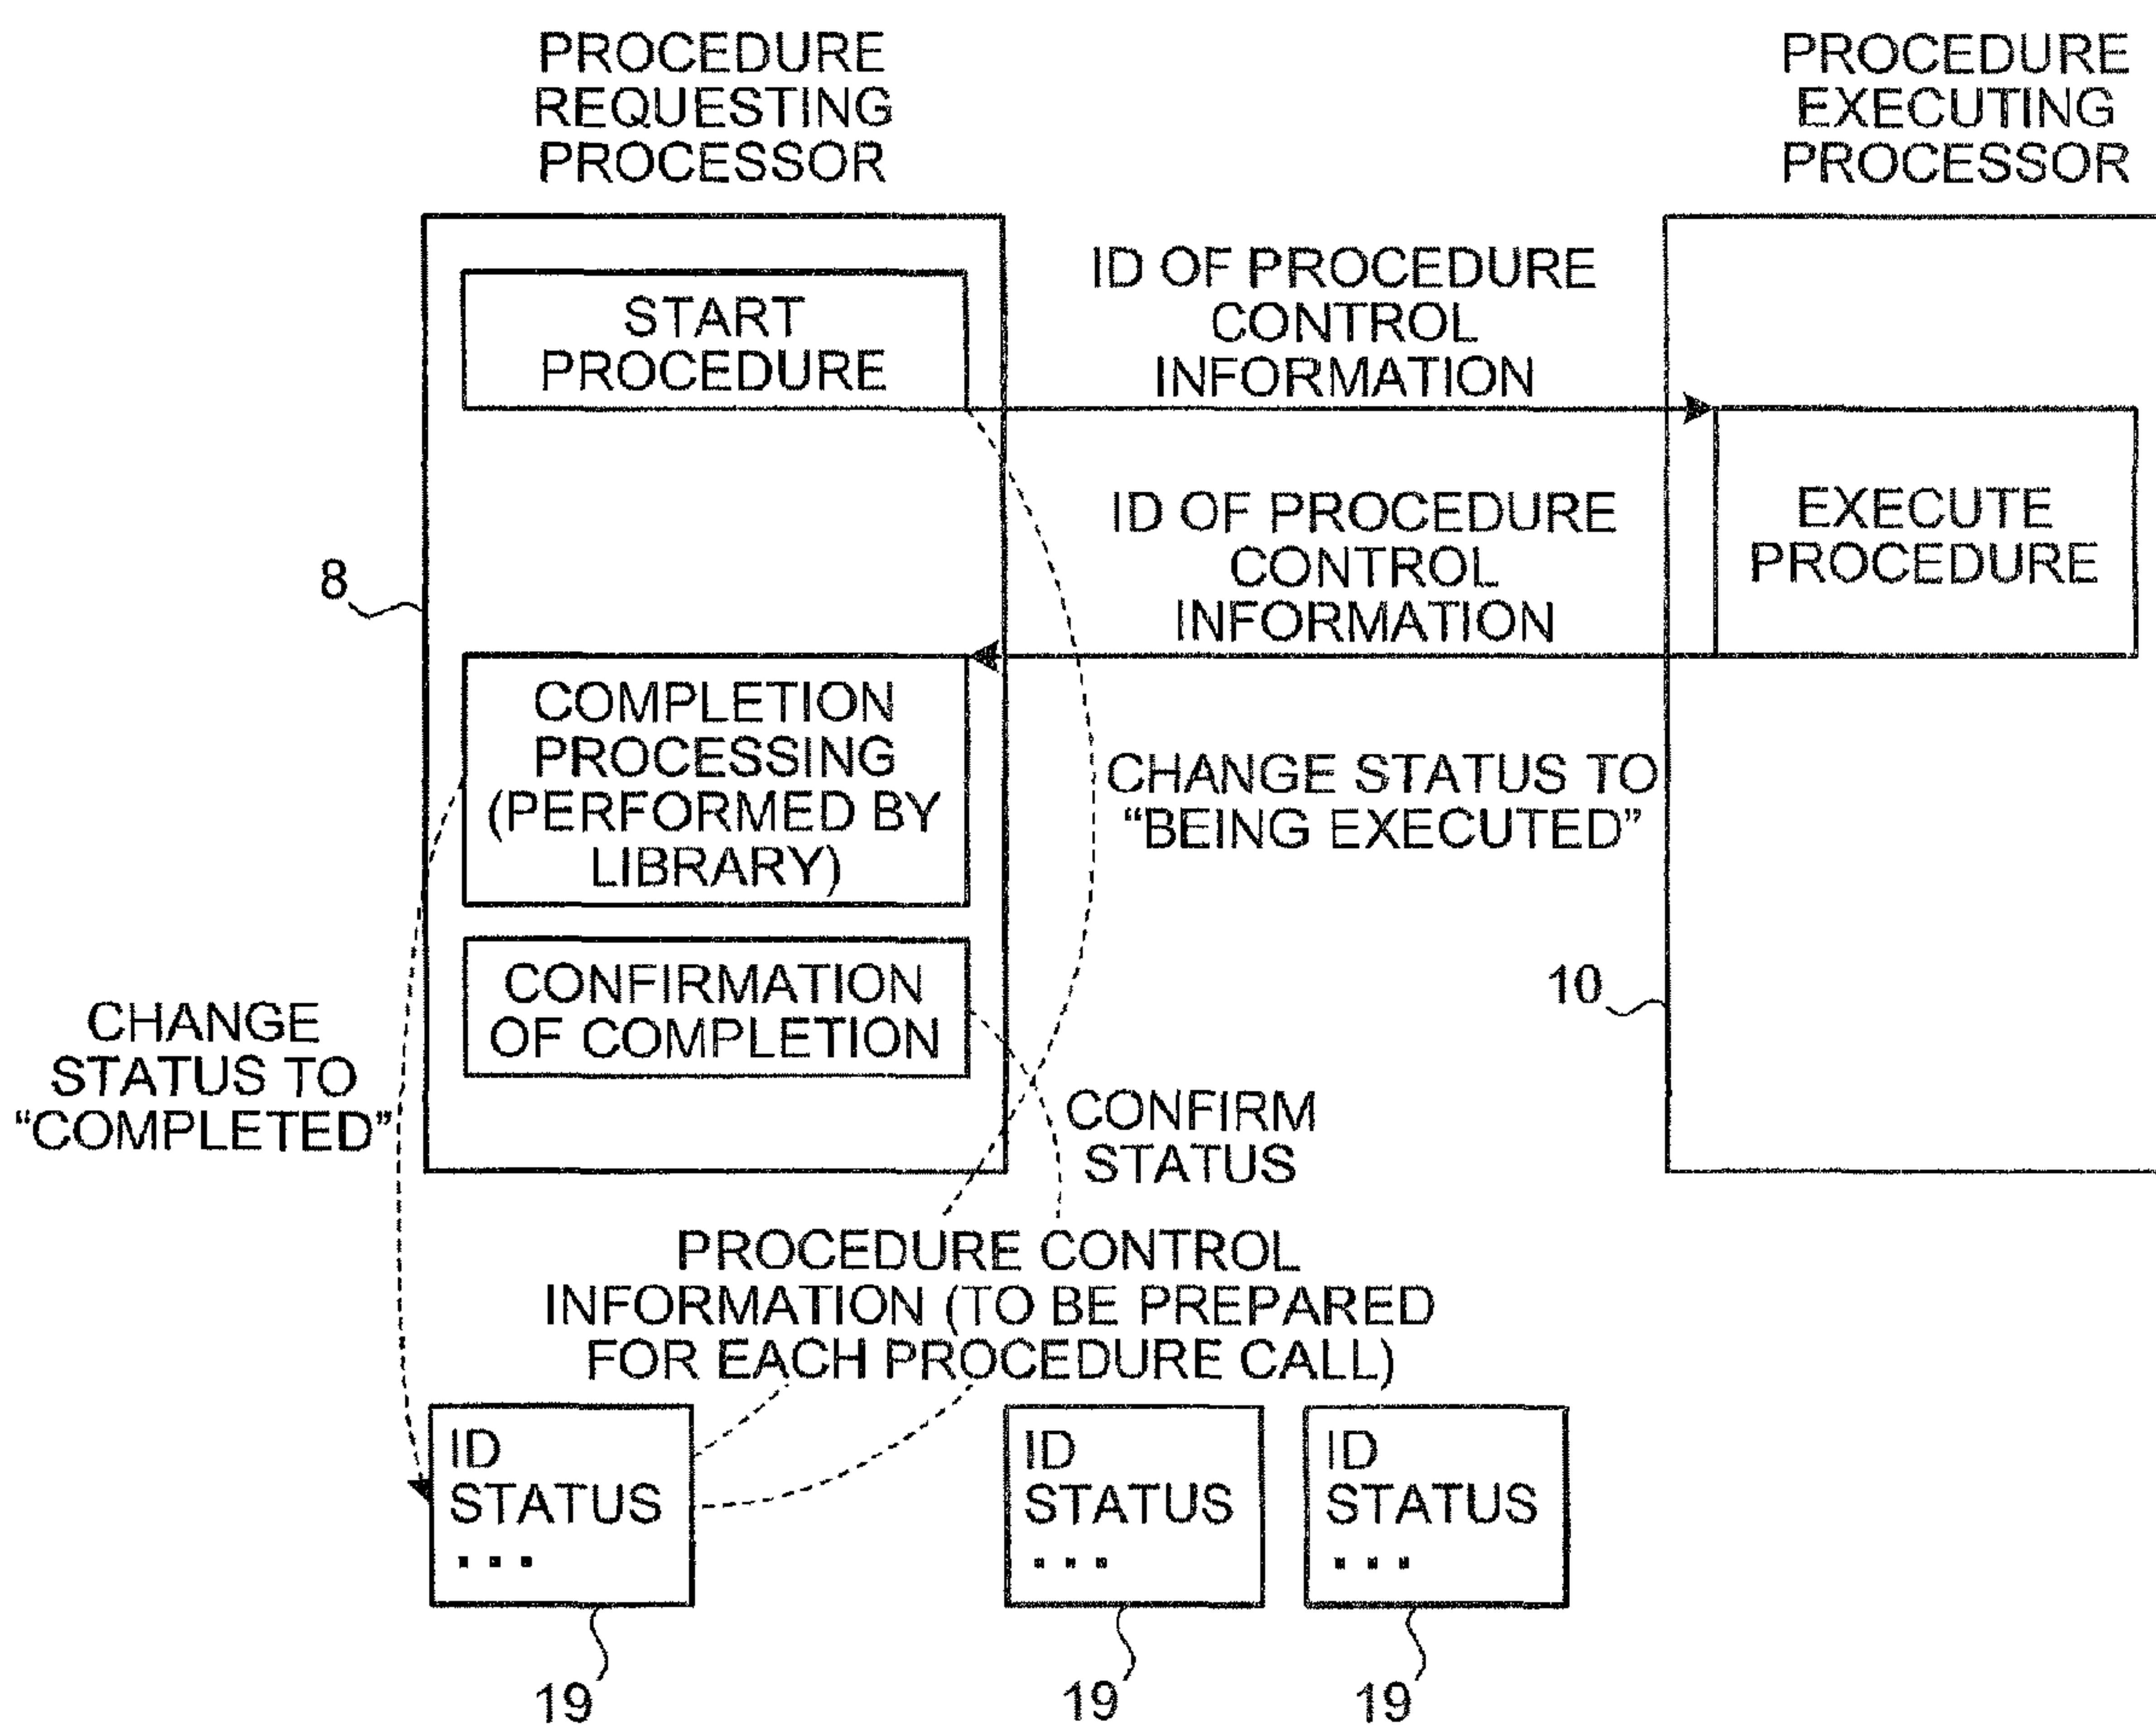 PROCEDURE
REQUESTING
PROCESSOR
PROCEDURE
EXECUTING
PROCESSOR
START
PROCEDURE
ID OF PROCEDURE
CONTROL
INFORMATION
ID OF PROCEDURE
CONTROL
INFORMATION
EXECUTE
PROCEDURE
8
COMPLETION
PROCESSING
(PERFORMED BY
LIBRARY)
CHANGE STATUS TO
“BEING EXECUTED”
CONFIRMATION
OF COMPLETION
10
CHANGE
STATUS TO
“COMPLETED”
CONFIRM
STATUS
PROCEDURE CONTROL
INFORMATION (TO BE PREPARED
FOR EACH PROCEDURE CALL)
ID
STATUS
...
ID
STATUS
...
ID
STATUS
...
19
19
19